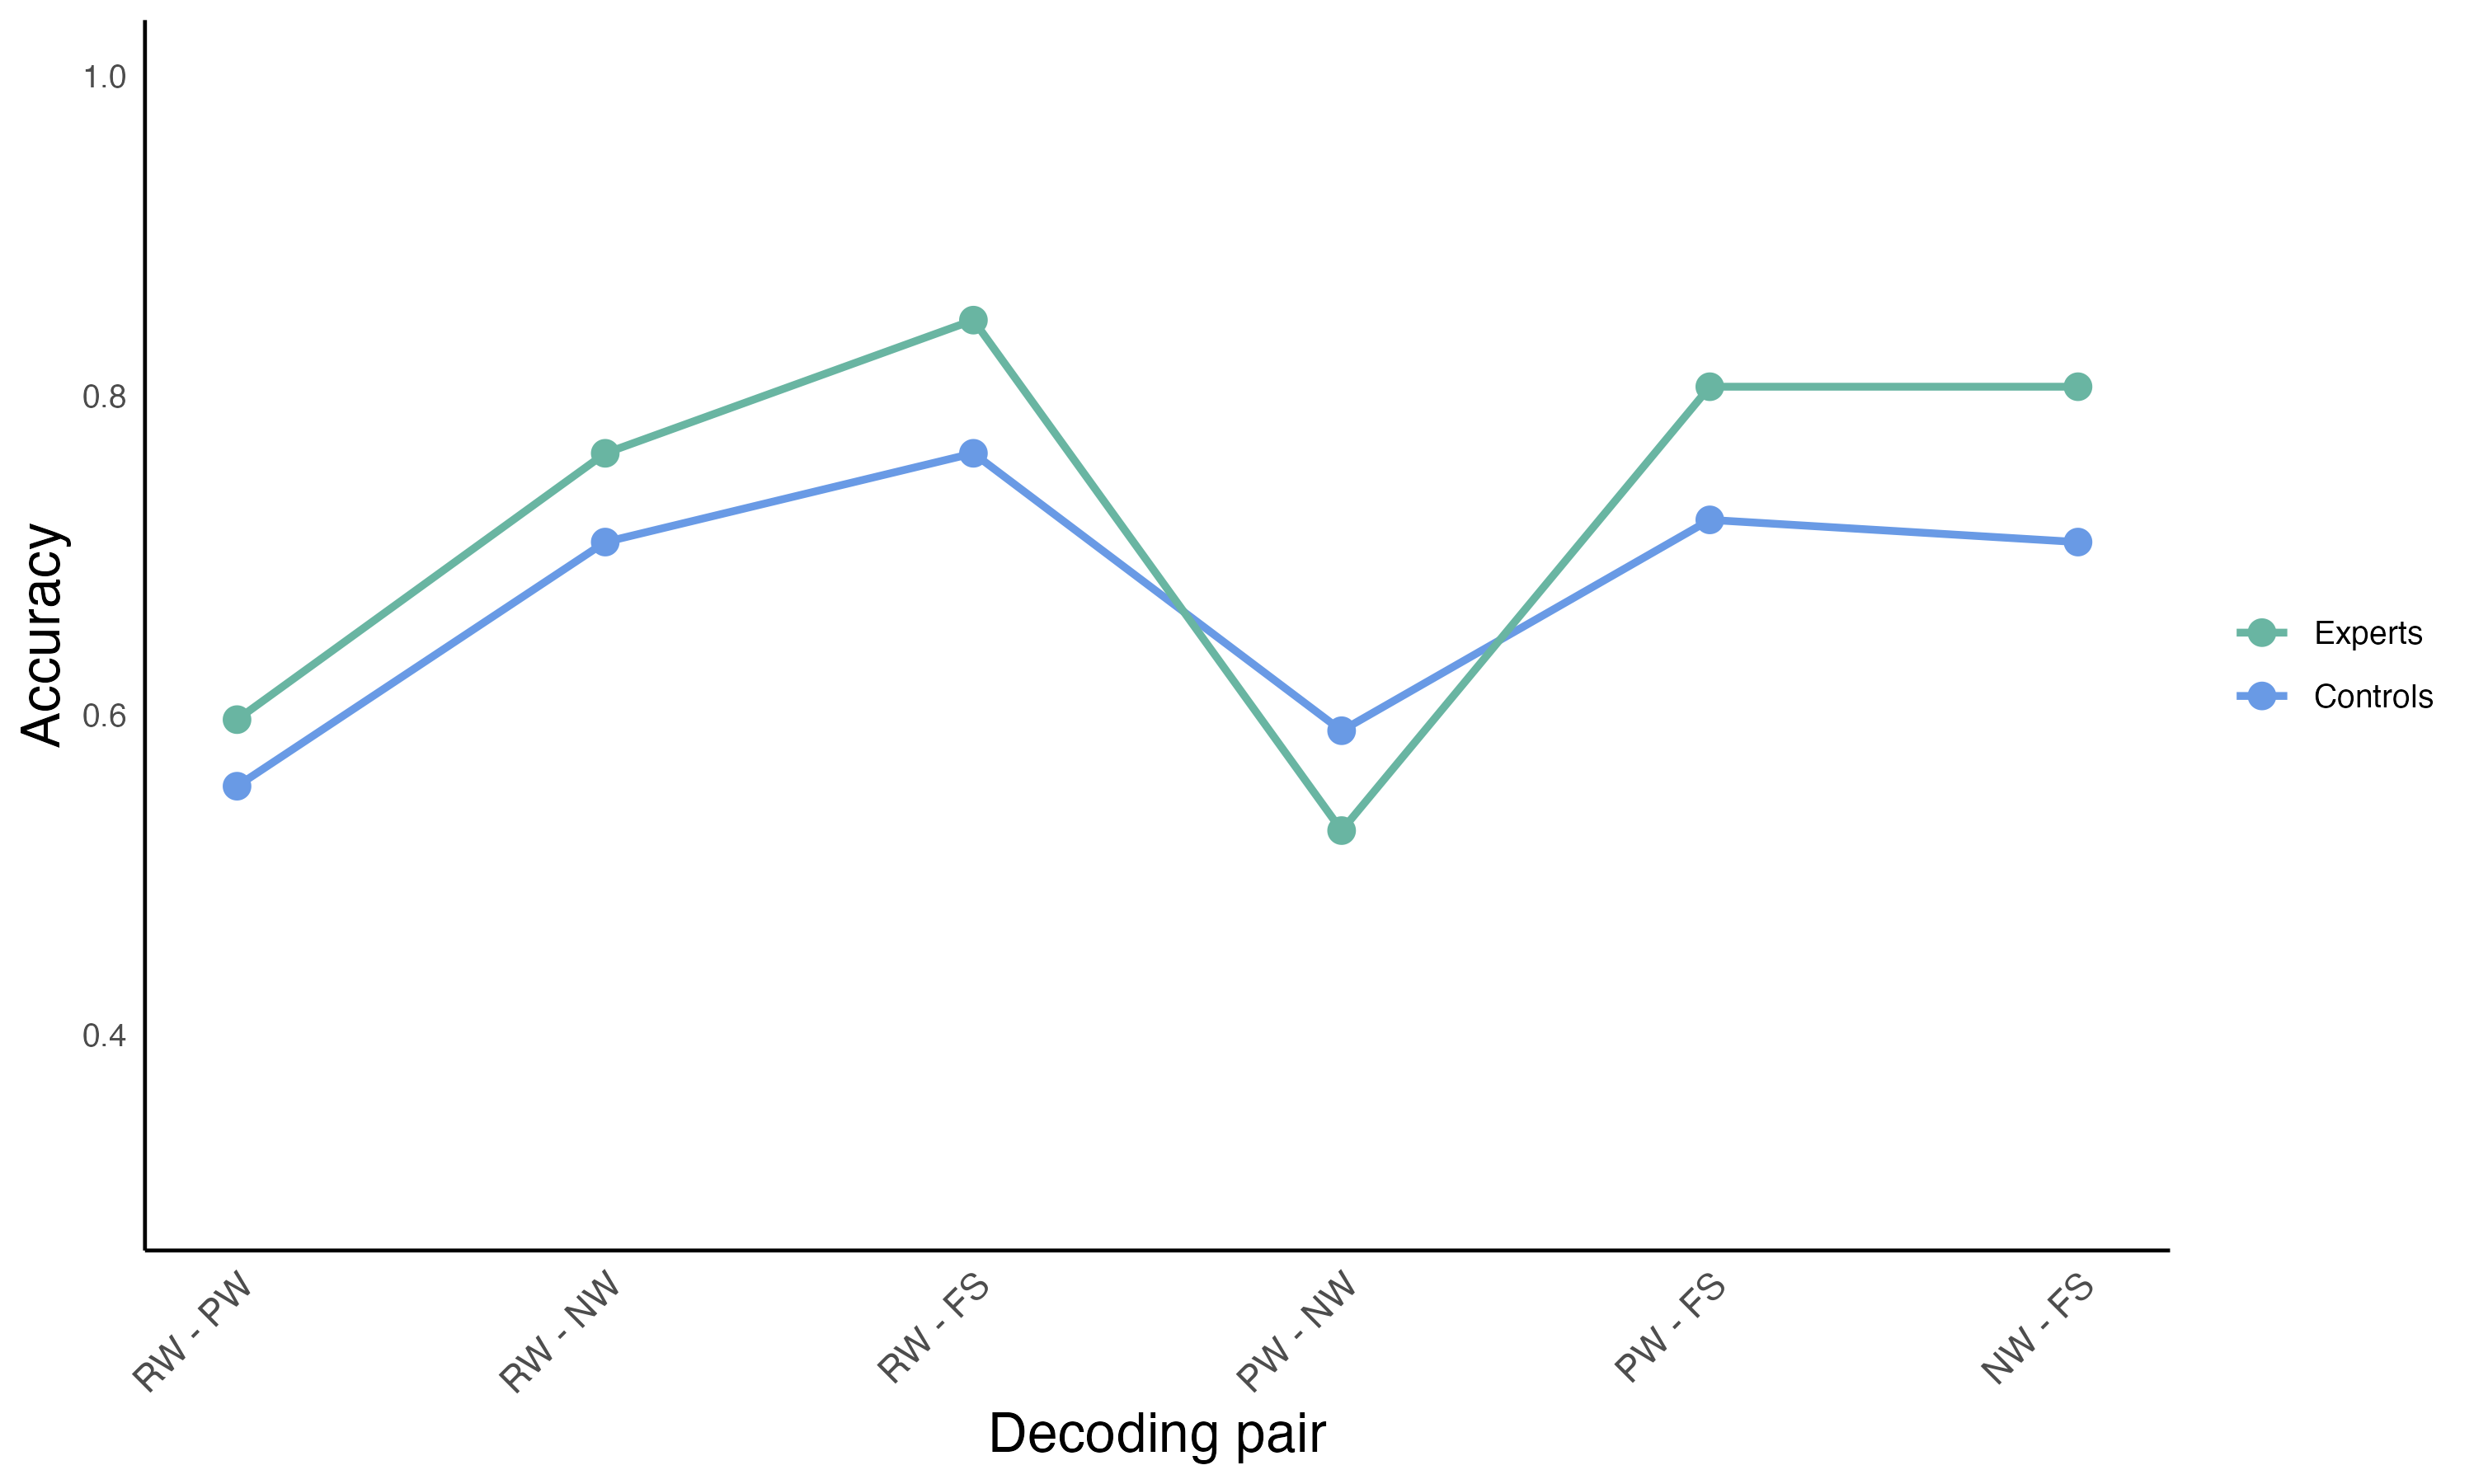 Accuracy
1.0
0.8
0.6
0.4
RW - PW
RW - NW
RW - FS
PW - NW
PW - FS
NW - FS
Decoding pair
Experts
Controls